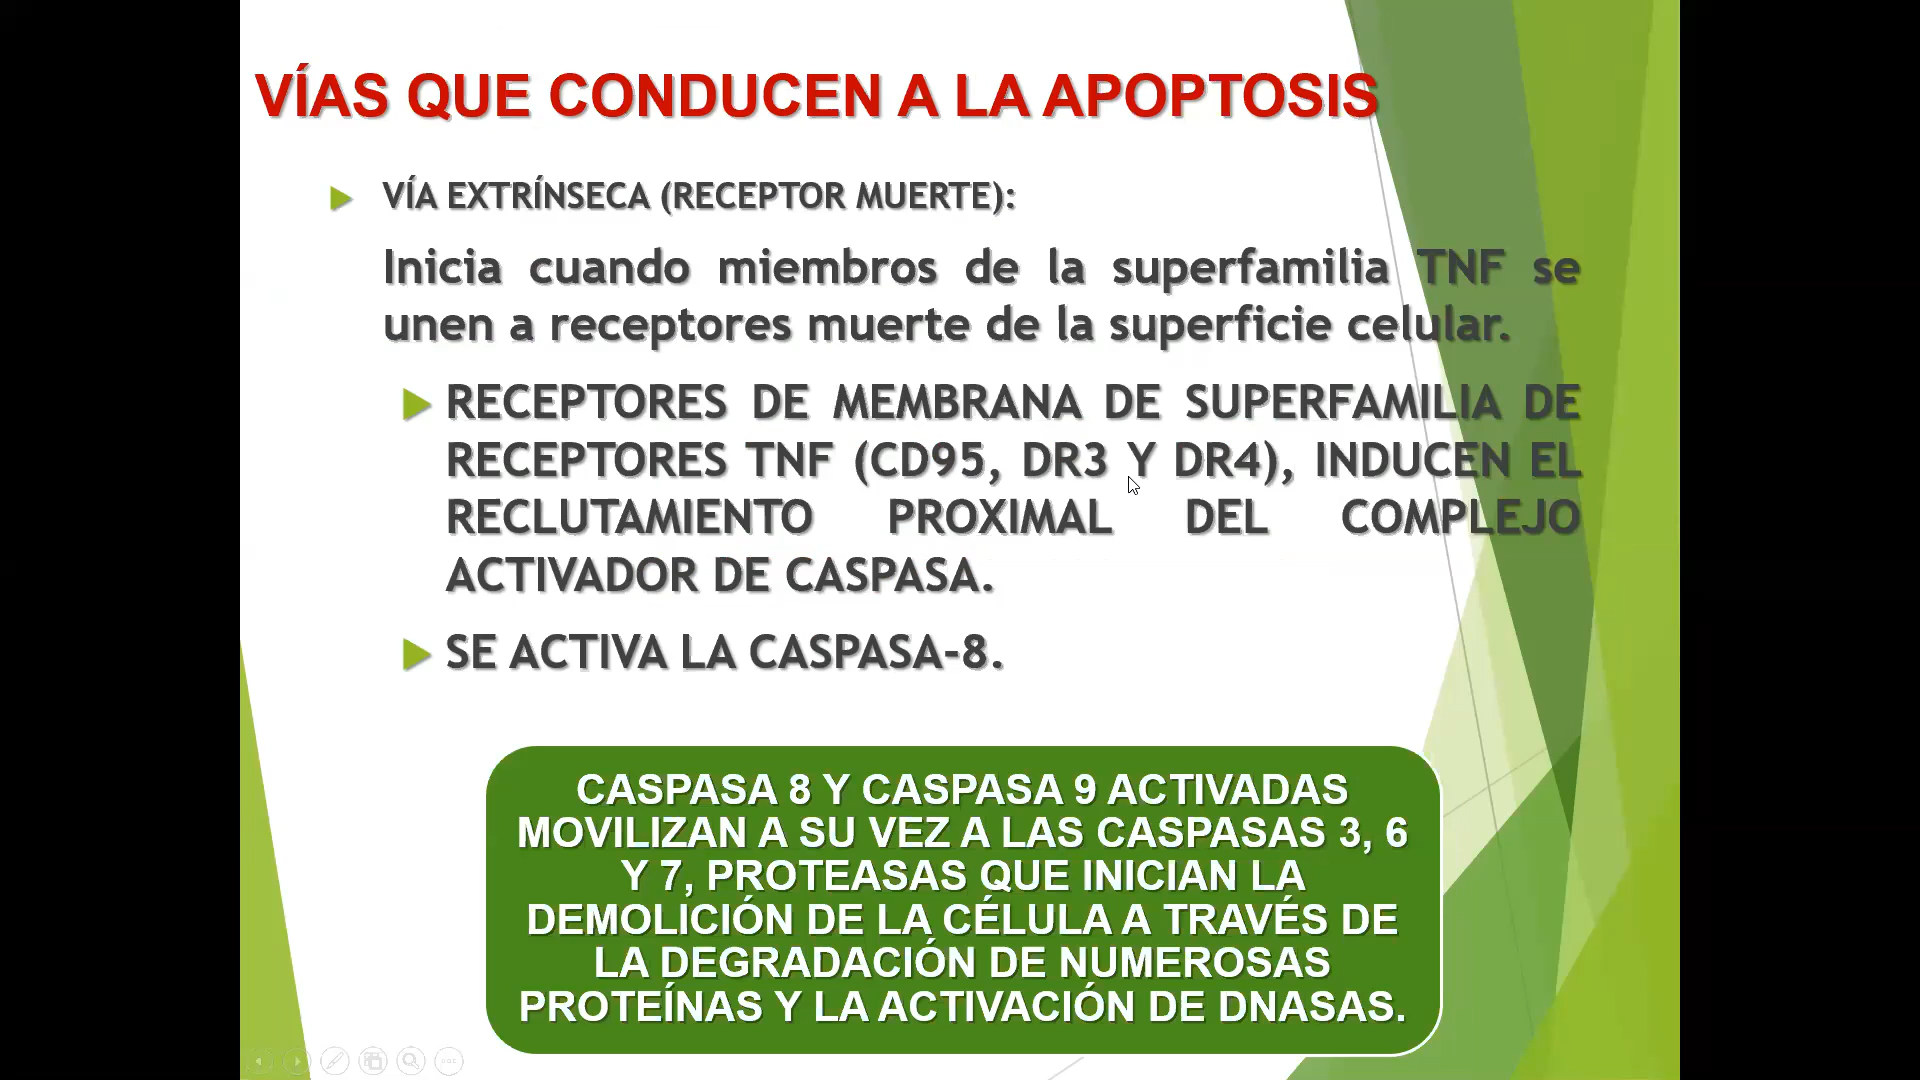 VÍAS QUE CONDUCEN A LA APOPTOSIS
VÍA EXTRÍNSECA (RECEPTOR MUERTE):
Inicia cuando miembros de la superfamilia TNF se
unen a receptores muerte de la superficie celular.
RECEPTORES DE MEMBRANA DE SUPERFAMILIA DE
RECEPTORES TNF (CD95, DR3 Y DR4), INDUCEN EL
RECLUTAMIENTO PROXIMAL DEL COMPLEJO
ACTIVADOR DE CASPASA.
SE ACTIVA LA CASPASA-8.
CASPASA 8 Y CASPASA 9 ACTIVADAS
MOVILIZAN A SU VEZ A LAS CASPASAS 3, 6
Y 7, PROTEASAS QUE INICIAN LA
DEMOLICIÓN DE LA CÉLULA A TRAVÉS DE
LA DEGRADACIÓN DE NUMEROSAS
PROTEÍNAS Y LA ACTIVACIÓN DE DNASAS.